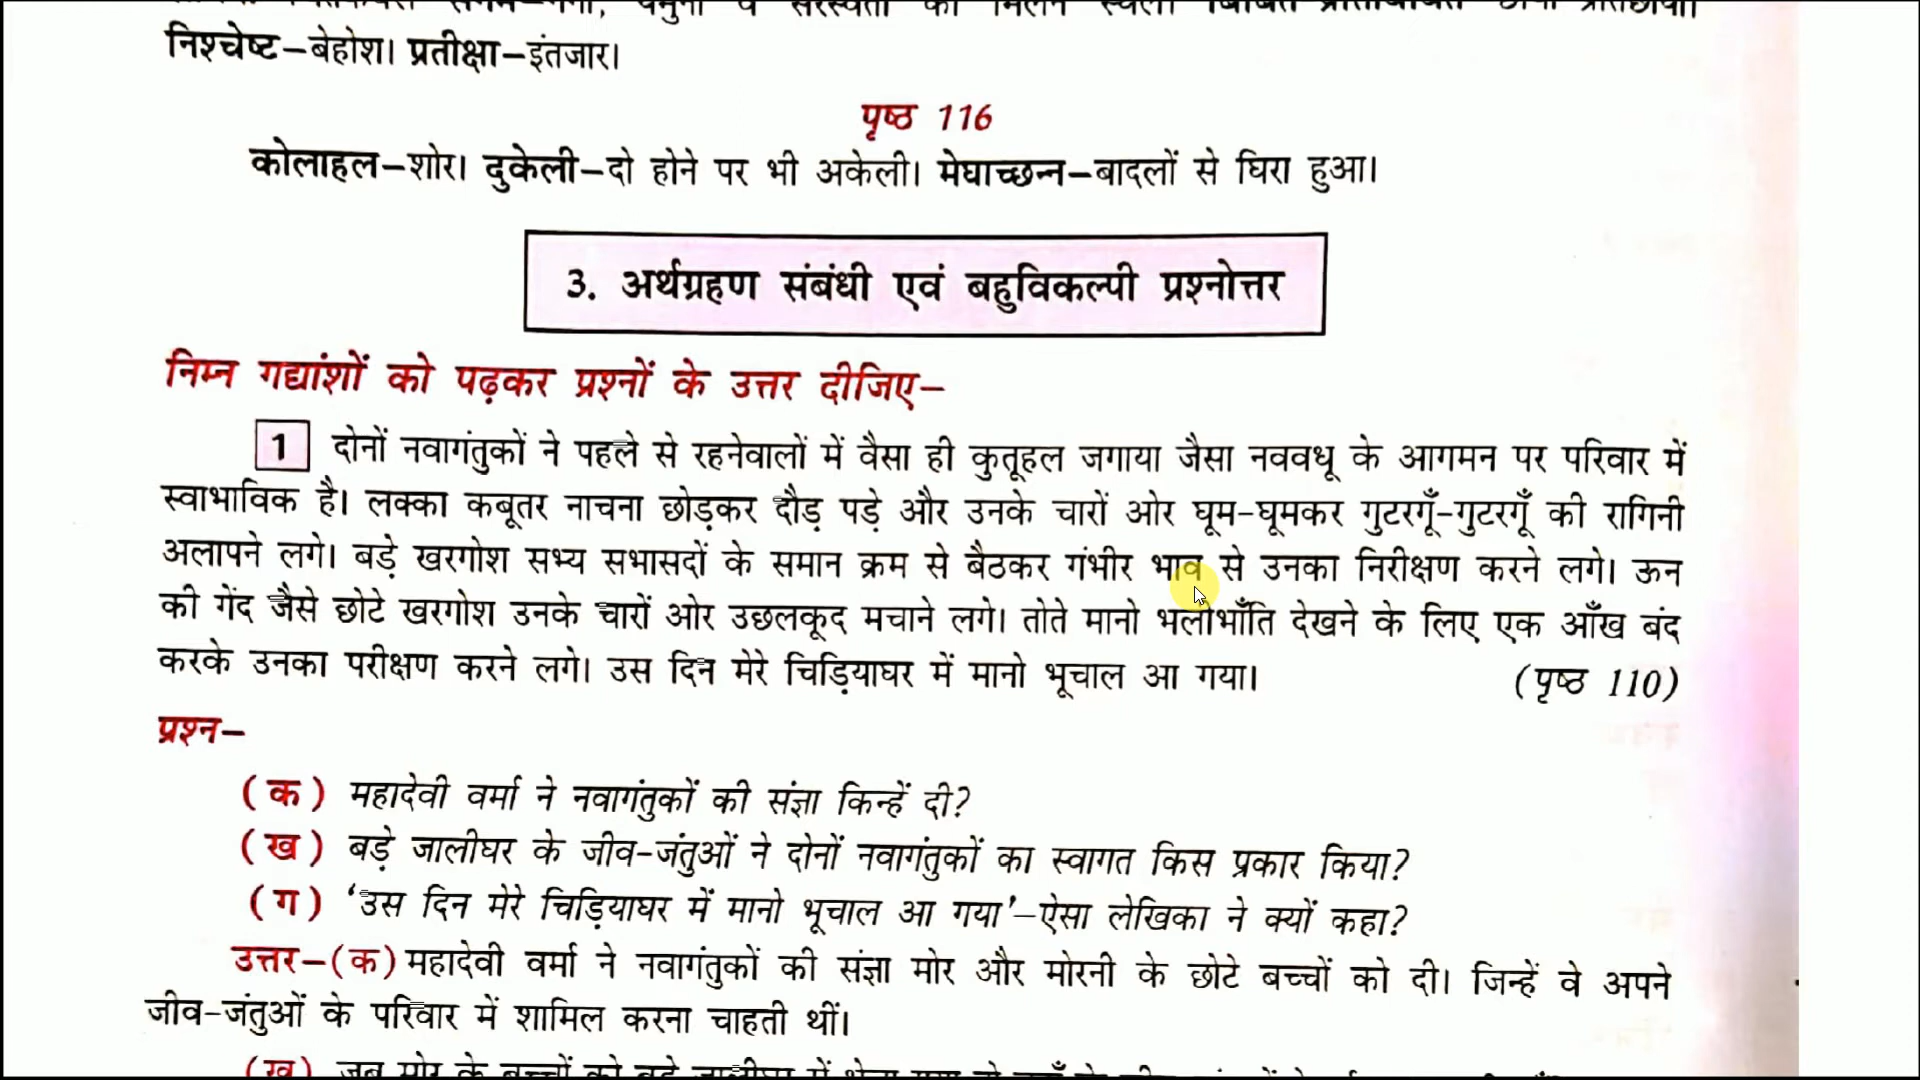 निश्चेष्ट–बेहोश। प्रतीक्षा–इंतजार।
पृष्ठ 116
कोलाहल–शोर। दुकेली–दो होने पर भी अकेली। मेघाच्छन्न–बादलों से घिरा हुआ।
3. अर्थग्रहण संबंधी एवं बहुविकल्पी प्रश्नोत्तर
निम्न गद्यांशों को पढ़कर प्रश्नों के उत्तर दीजिए–
1 दोनों नवागंतुकों ने पहले से रहनेवालों में वैसा ही कुतूहल जगाया जैसा नववधू के आगमन पर परिवार में
स्वाभाविक है। लक्का कबूतर नाचना छोड़कर दौड़ पड़े और उनके चारों ओर घूम-घूमकर गुटरगूँ-गुटरगूँ की रागिनी
अलापने लगे। बड़े खरगोश सभ्य सभासदों के समान क्रम से बैठकर गंभीर भाव से उनका निरीक्षण करने लगे। ऊन
की गेंद जैसे छोटे खरगोश उनके चारों ओर उछलकूद मचाने लगे। तोते मानो भलीभाँति देखने के लिए एक आँख बंद
करके उनका परीक्षण करने लगे। उस दिन मेरे चिड़ियाघर में मानो भूचाल आ गया। (पृष्ठ 110)
प्रश्न–
(क) महादेवी वर्मा ने नवागंतुकों की संज्ञा किन्हें दी?
(ख) बड़े जालीघर के जीव-जंतुओं ने दोनों नवागंतुकों का स्वागत किस प्रकार किया?
(ग) ‘उस दिन मेरे चिड़ियाघर में मानो भूचाल आ गया’–ऐसा लेखिका ने क्यों कहा?
उत्तर–(क) महादेवी वर्मा ने नवागंतुकों की संज्ञा मोर और मोरनी के छोटे बच्चों को दी। जिन्हें वे अपने
जीव-जंतुओं के परिवार में शामिल करना चाहती थीं।
(ख) जब मोर के बच्चों को बड़े जालीघर में